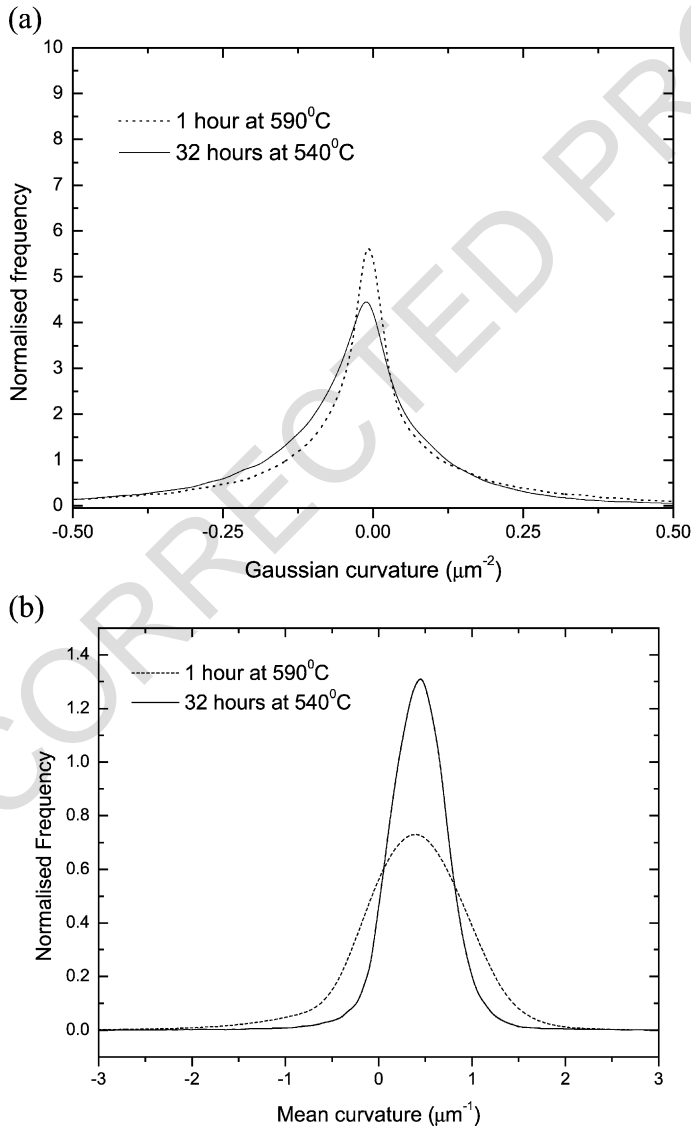 (a)
10
9
8
7
6
5
4
3
2
1
0
Normalised frequency
1 hour at 590⁰C
32 hours at 540⁰C
-0.50
-0.25
0.00
0.25
0.50
Gaussian curvature (μm⁻²)
(b)
1.4
1.2
1.0
0.8
0.6
0.4
0.2
0.0
Normalised Frequency
1 hour at 590⁰C
32 hours at 540⁰C
-3
-2
-1
0
1
2
3
Mean curvature (μm⁻¹)
CORRECTED PRO